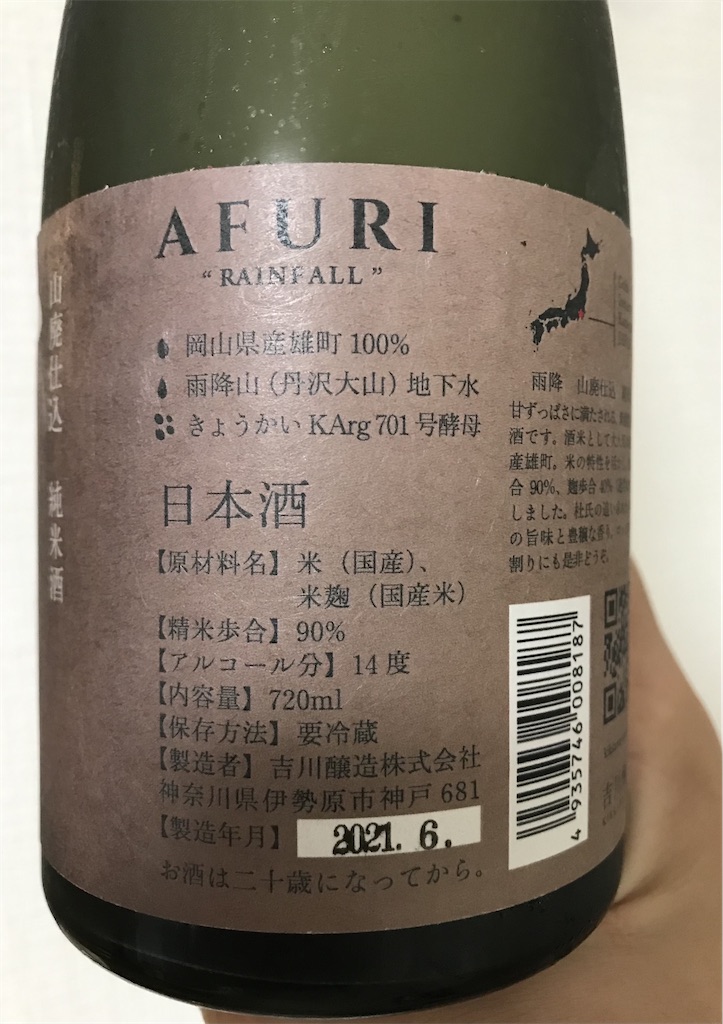 AFURI
“RAINFALL”
岡山県産雄町 100%
雨降山（丹沢大山）地下水
きょうかい KArg 701 号酵母
日本酒
【原材料名】米（国産）、
米麹（国産米）
【精米歩合】90%
【アルコール分】14 度
【内容量】720ml
【保存方法】要冷蔵
【製造者】吉川醸造株式会社
神奈川県伊勢原市神戸 681
【製造年月】2021. 6.
お酒は二十歳になってから。
山廃仕込 純米酒
雨降 山廃仕込
甘ずっぱさに満たされる、
酒です。酒米として
産雄町。米の特性を
合 90%、麹歩合
しました。杜氏の
の旨味と豊穣な香り。
割りにも是非どうぞ。
4 935746 008187